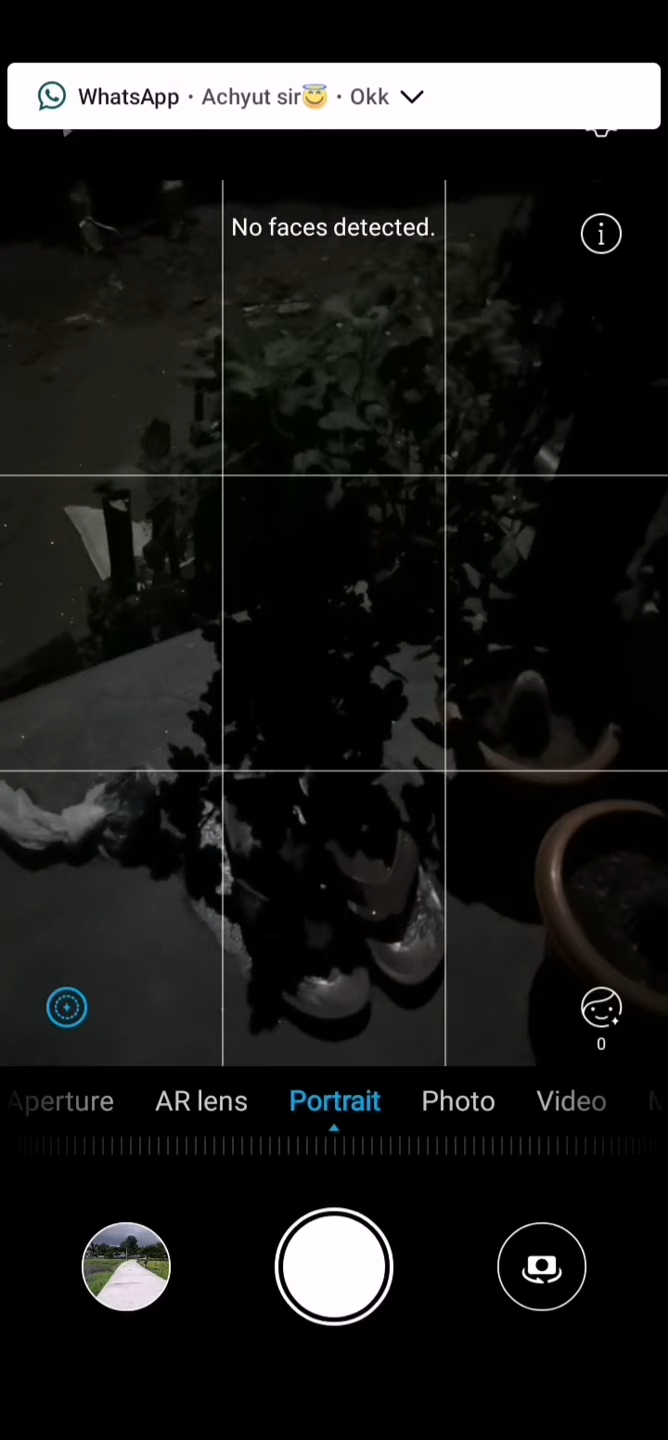 WhatsApp · Achyut sir😇 · Okk
No faces detected.
0
Aperture AR lens Portrait Photo Video